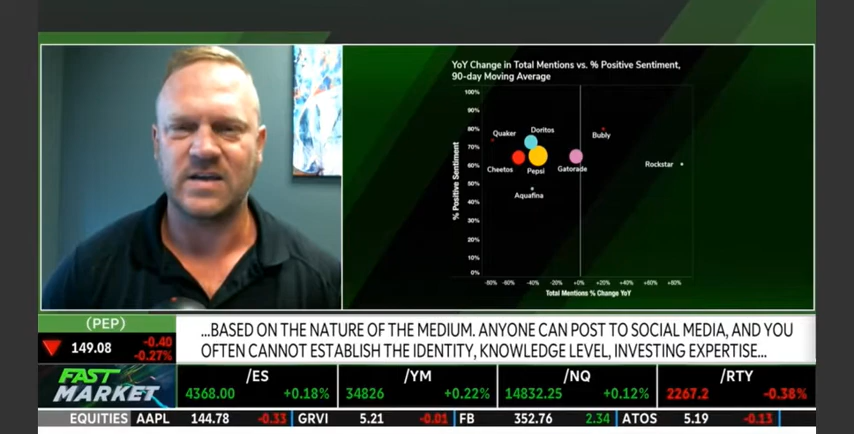 YoY Change in Total Mentions vs. % Positive Sentiment,
90-day Moving Average
100%
90%
80%
70%
60%
50%
40%
30%
20%
10%
0%
% Positive Sentiment
Quaker
Doritos
Bubly
Cheetos
Pepsi
Gatorade
Rockstar
Aquafina
-80% -60% -40% -20% +0% +20% +40% +60% +80%
Total Mentions % Change YoY
(PEP)
149.08 -0.40
-0.27%
...BASED ON THE NATURE OF THE MEDIUM. ANYONE CAN POST TO SOCIAL MEDIA, AND YOU
OFTEN CANNOT ESTABLISH THE IDENTITY, KNOWLEDGE LEVEL, INVESTING EXPERTISE...
FAST
MARKET
/ES
4368.00 +0.18%
/YM
34826 +0.22%
/NQ
14832.25 +0.12%
/RTY
2267.2 -0.38%
EQUITIES AAPL 144.78 -0.33 GRVI 5.21 -0.01 FB 352.76 2.34 ATOS 5.19 -0.13